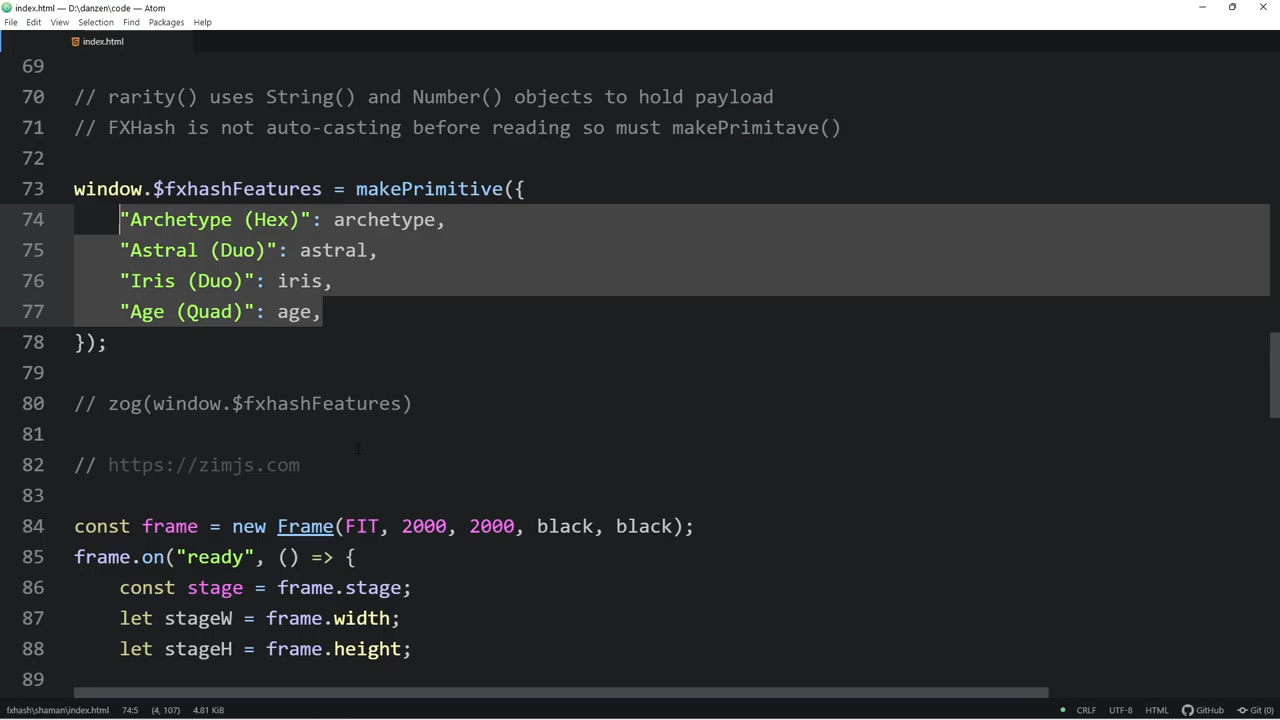 index.html — D:\danzen\code — Atom
File Edit View Selection Find Packages Help
index.html
69
70 // rarity() uses String() and Number() objects to hold payload
71 // FXHash is not auto-casting before reading so must makePrimitave()
72
73 window.$fxhashFeatures = makePrimitive({
74 "Archetype (Hex)": archetype,
75 "Astral (Duo)": astral,
76 "Iris (Duo)": iris,
77 "Age (Quad)": age,
78 });
79
80 // zog(window.$fxhashFeatures)
81
82 // https://zimjs.com
83
84 const frame = new Frame(FIT, 2000, 2000, black, black);
85 frame.on("ready", () => {
86 const stage = frame.stage;
87 let stageW = frame.width;
88 let stageH = frame.height;
89
fxhash\shaman\index.html 74:5 (4, 107) 4.81 KiB CRLF UTF-8 HTML GitHub Git (0)